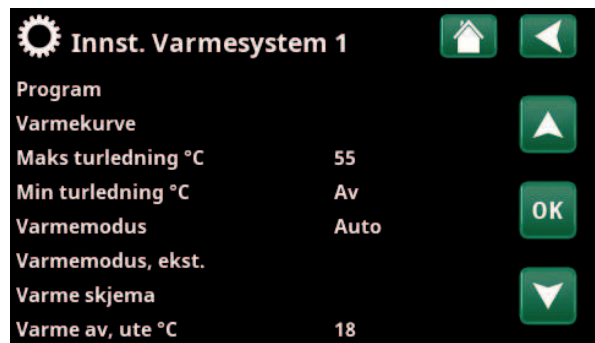 Innst. Varmesystem 1
Program
Varmekurve
Maks turledning °C 55
Min turledning °C Av
Varmemodus Auto
OK
Varmemodus, ekst.
Varme skjema
Varme av, ute °C 18